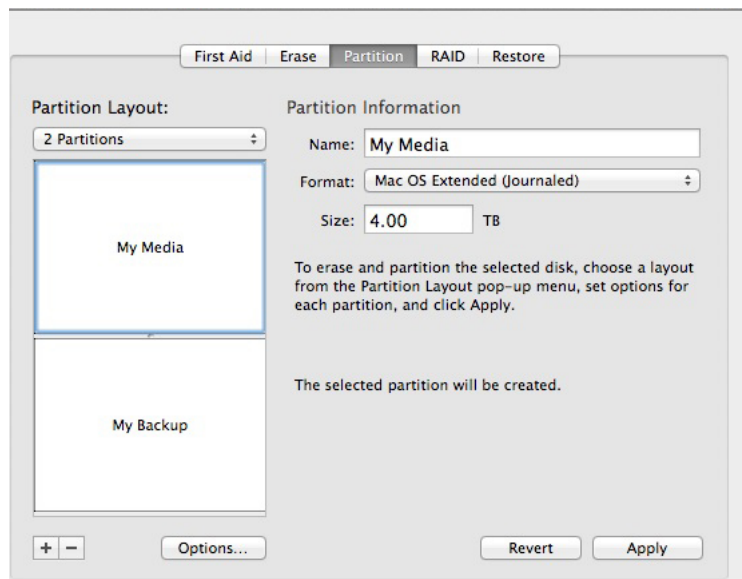 First Aid Erase Partition RAID Restore
Partition Layout:
2 Partitions
My Media
My Backup
+ − Options...
Partition Information
Name: My Media
Format: Mac OS Extended (Journaled)
Size: 4.00 TB
To erase and partition the selected disk, choose a layout
from the Partition Layout pop-up menu, set options for
each partition, and click Apply.
The selected partition will be created.
Revert Apply